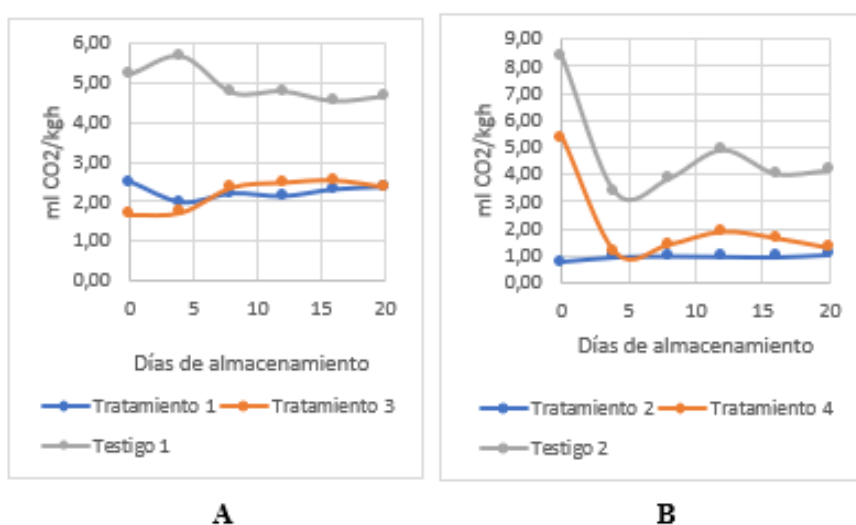 6,00
5,00
4,00
3,00
2,00
1,00
0,00
ml CO2/kgh
0 5 10 15 20
Días de almacenamiento
Tratamiento 1 Tratamiento 3
Testigo 1
A
9,00
8,00
7,00
6,00
5,00
4,00
3,00
2,00
1,00
0,00
ml CO2/kgh
0 5 10 15 20
Días de almacenamiento
Tratamiento 2 Tratamiento 4
Testigo 2
B